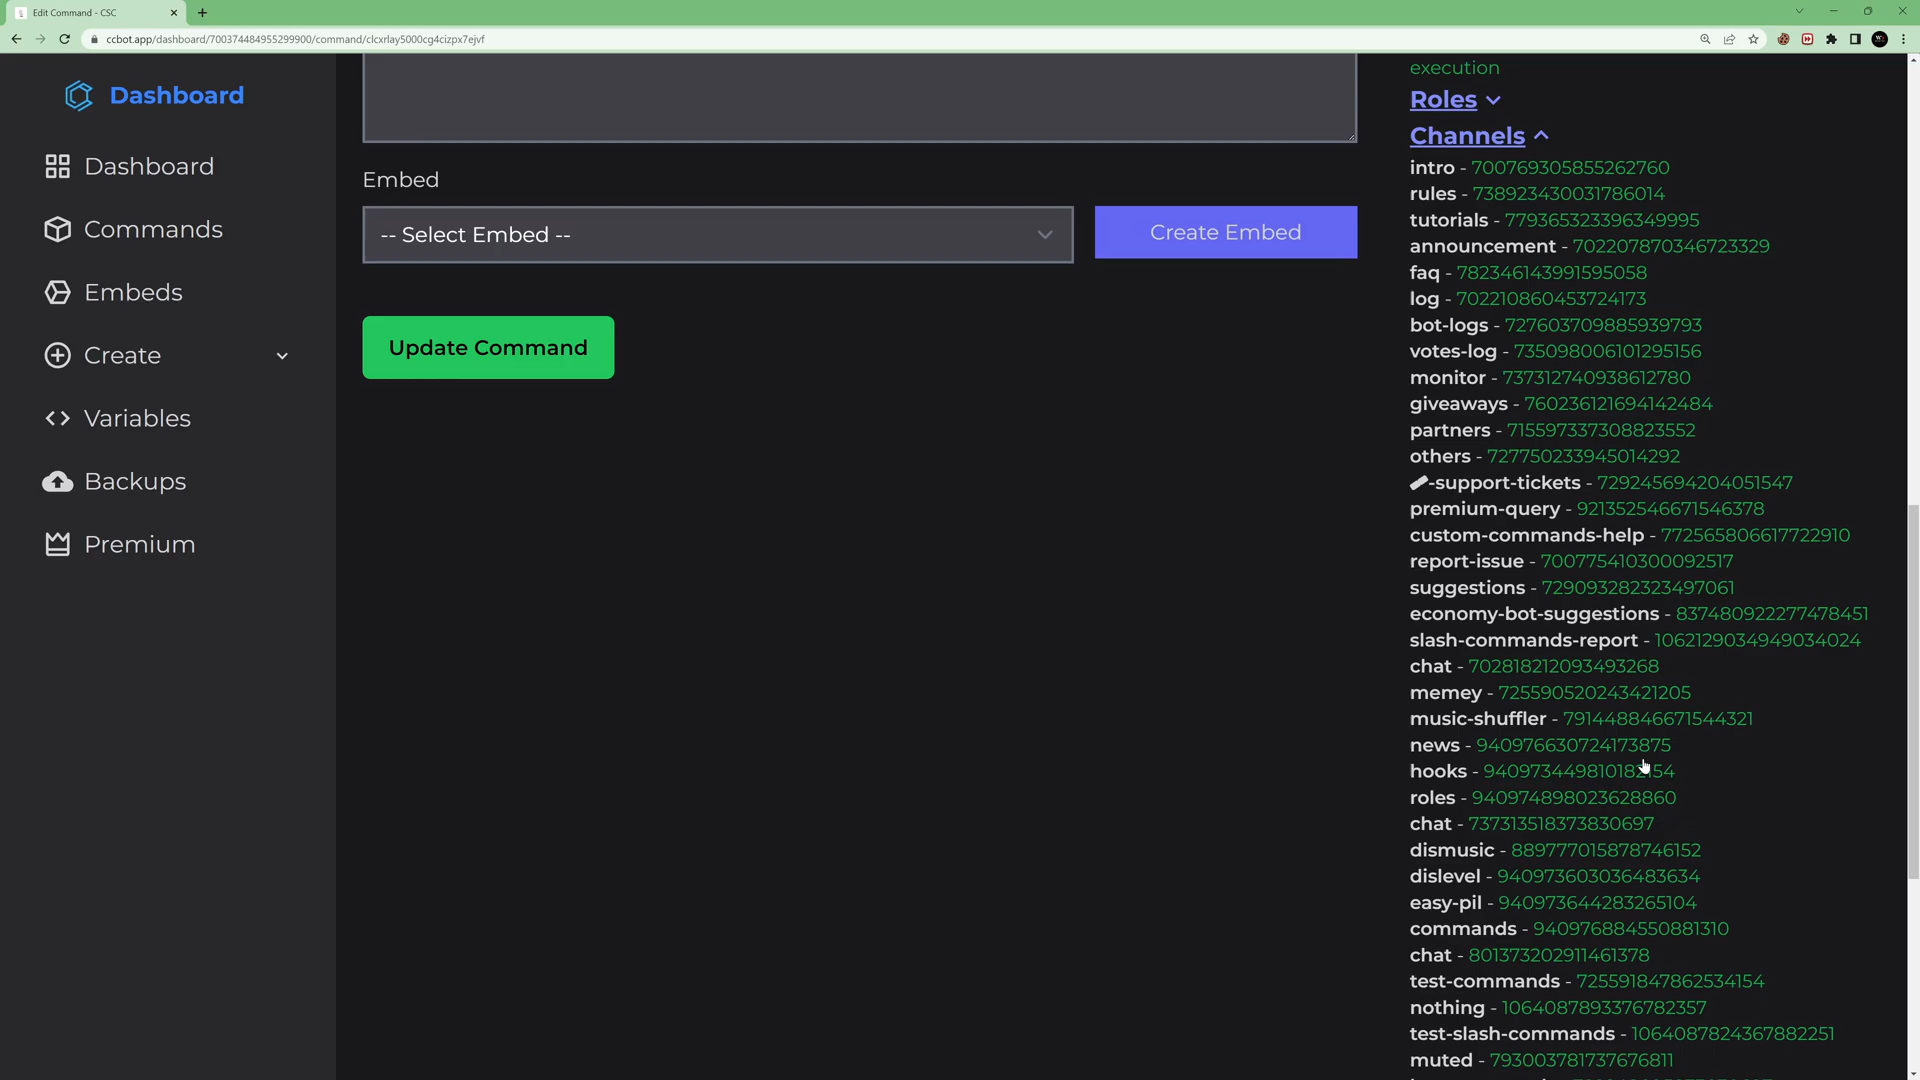 Edit Command - CSC
ccbot.app/dashboard/700374484955299900/command/clcxrlay5000cg4cizpx7ejvf
Dashboard
Dashboard
Commands
Embeds
Create
Variables
Backups
Premium
Embed
-- Select Embed --
Create Embed
Update Command
execution
Roles
Channels
intro - 700769305855262760
rules - 738923430031786014
tutorials - 779365323396349995
announcement - 702207870346723329
faq - 782346143991595058
log - 702210860453724173
bot-logs - 727603709885939793
votes-log - 735098006101295156
monitor - 737312740938612780
giveaways - 760236121694142484
partners - 715597337308823552
others - 727750233945014292
-support-tickets - 729245694204051547
premium-query - 921352546671546378
custom-commands-help - 772565806617722910
report-issue - 700775410300092517
suggestions - 729093282323497061
economy-bot-suggestions - 837480922277478451
slash-commands-report - 1062129034949034024
chat - 702818212093493268
memey - 725590520243421205
music-shuffler - 791448846671544321
news - 940976630724173875
hooks - 940973449810182154
roles - 940974898023628860
chat - 737313518373830697
dismusic - 889777015878746152
dislevel - 940973603036483634
easy-pil - 940973644283265104
commands - 940976884550881310
chat - 801373202911461378
test-commands - 725591847862534154
nothing - 1064087893376782357
test-slash-commands - 1064087824367882251
muted - 793003781737676811